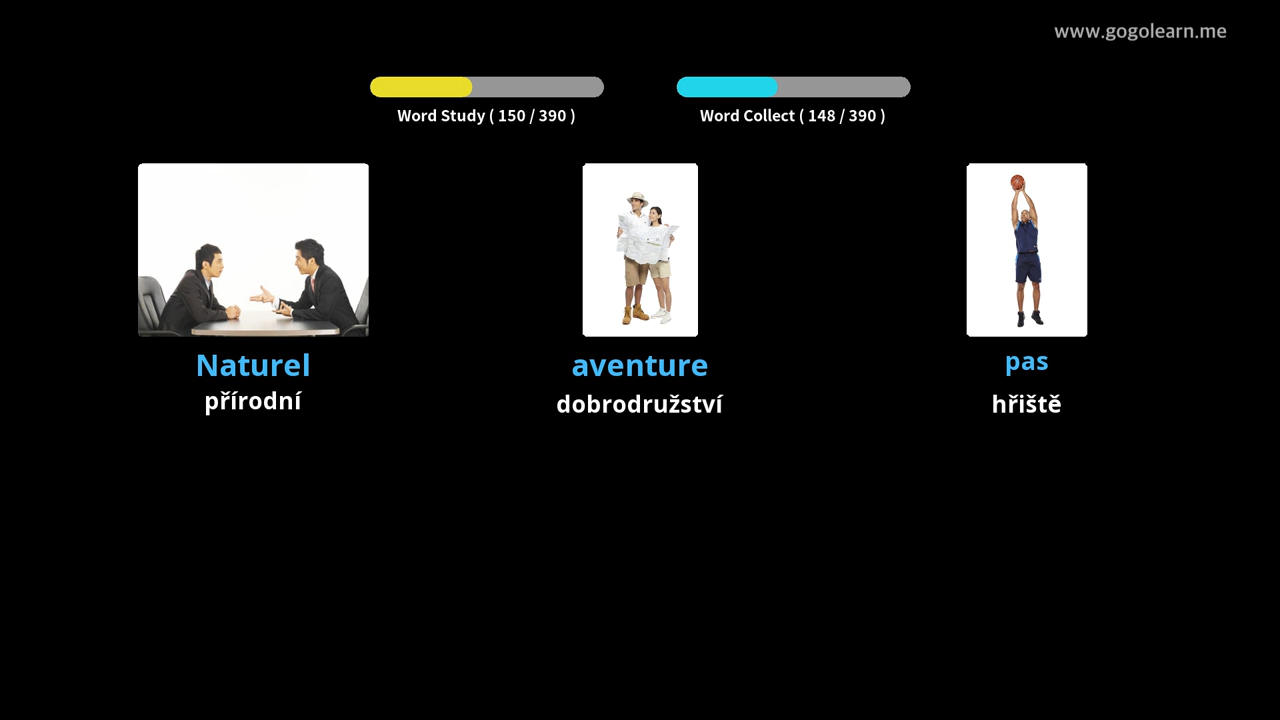 www.gogolearn.me
Word Study ( 150 / 390 )
Word Collect ( 148 / 390 )
Naturel
přírodní
aventure
dobrodružství
pas
hřiště